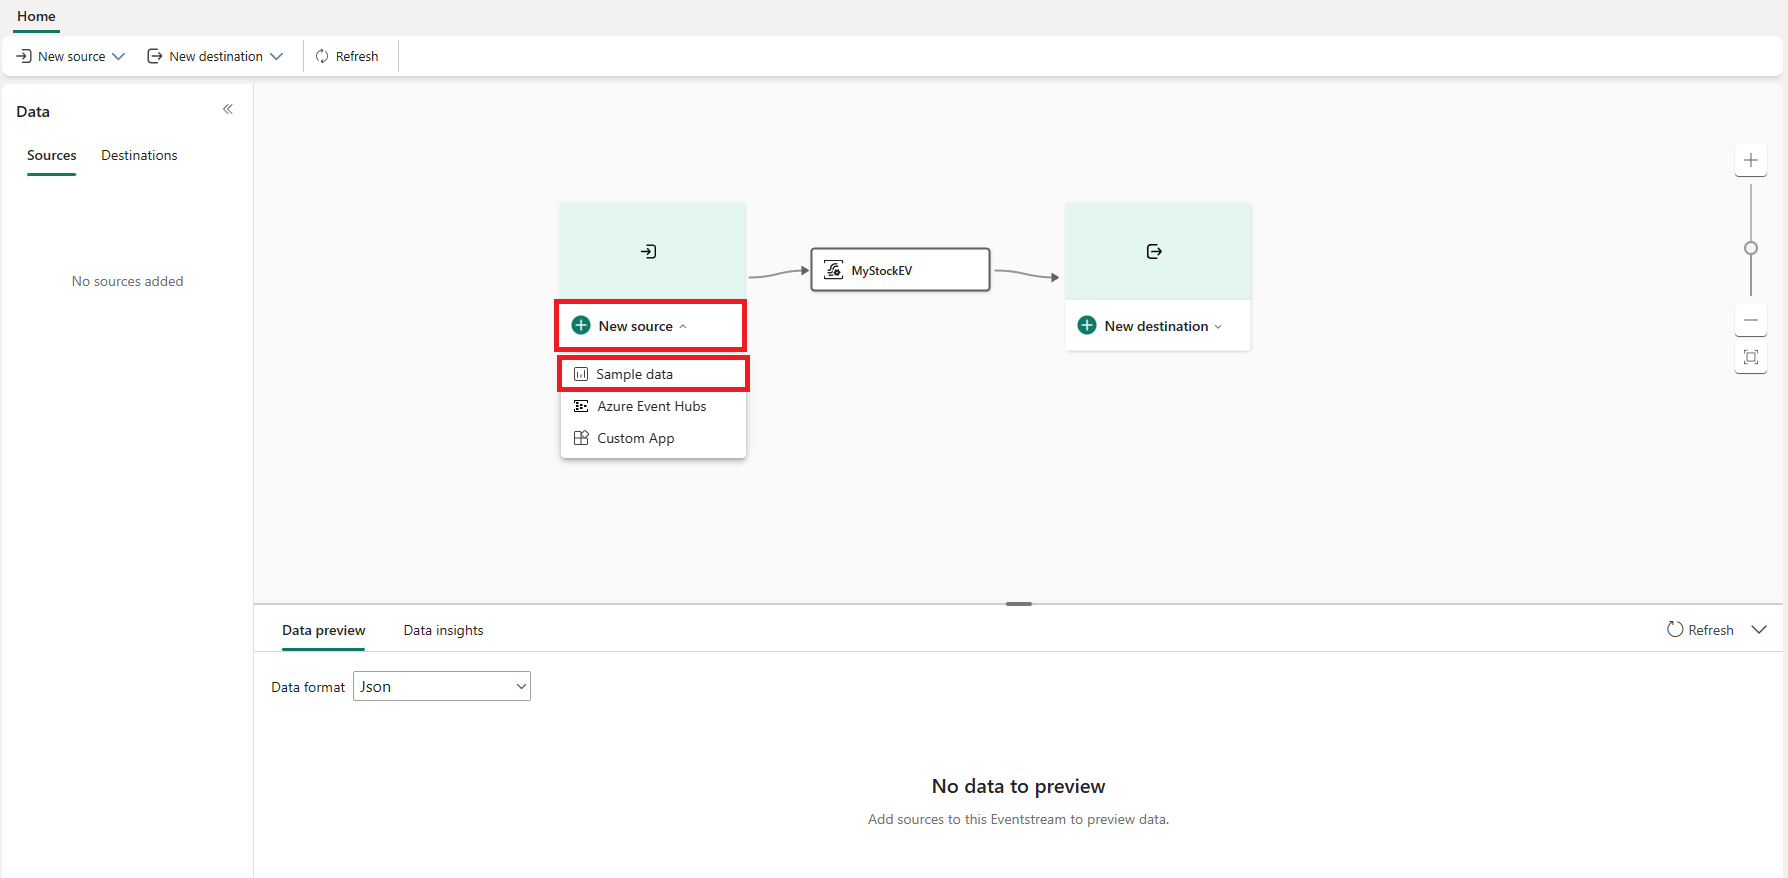 Home
New source
New destination
Refresh
Data
Sources
Destinations
No sources added
MyStockEV
New source
New destination
Sample data
Azure Event Hubs
Custom App
Data preview
Data insights
Refresh
Data format
Json
No data to preview
Add sources to this Eventstream to preview data.